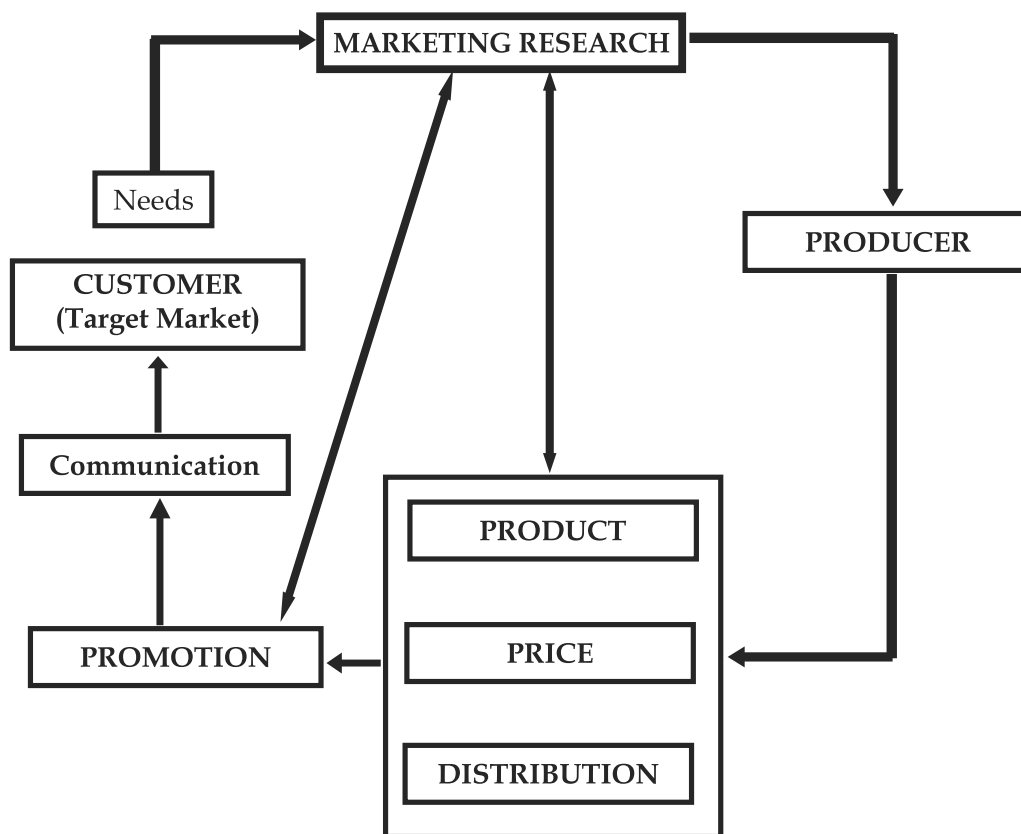 MARKETING RESEARCH
Needs
PRODUCER
CUSTOMER
(Target Market)
Communication
PRODUCT
PROMOTION
PRICE
DISTRIBUTION